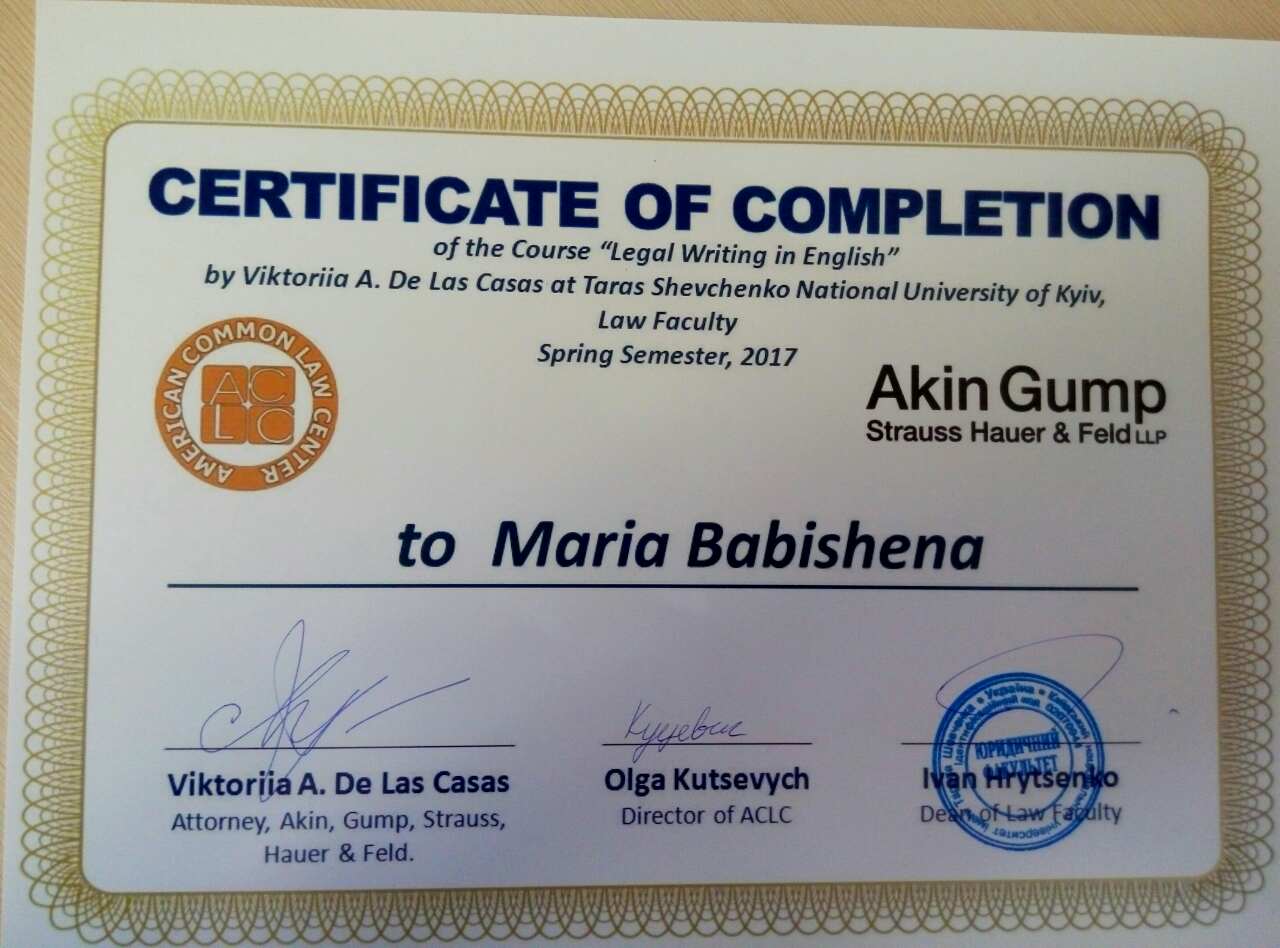 CERTIFICATE OF COMPLETION
of the Course “Legal Writing in English”
by Viktoriia A. De Las Casas at Taras Shevchenko National University of Kyiv,
Law Faculty
Spring Semester, 2017
AMERICAN COMMON LAW CENTER
AC
LC
Akin Gump
Strauss Hauer & Feld LLP
to Maria Babishena
Куцевич
Viktoriia A. De Las Casas
Attorney, Akin, Gump, Strauss,
Hauer & Feld.
Olga Kutsevych
Director of ACLC
Ivan Hrytsenko
Dean of Law Faculty
Україна
ЮРИДИЧНИЙ
ФАКУЛЬТЕТ